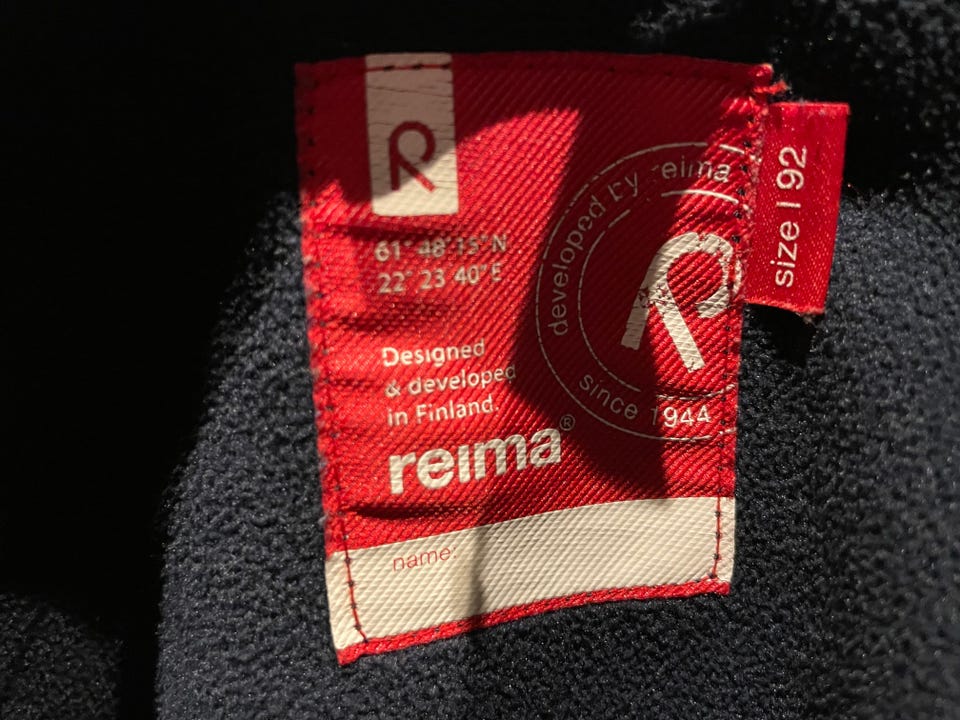 61° 48' 15" N
22° 23' 40" E
Designed
& developed
in Finland.
reima®
name:
developed by reima
since 1944
size | 92